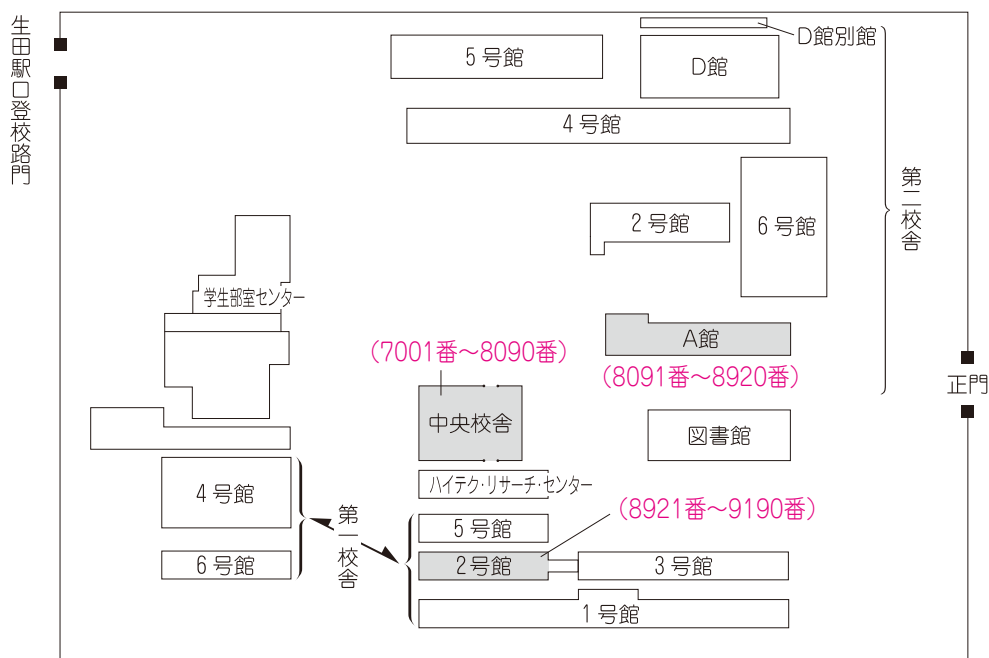 生田駅口登校路門
D館別館
5号館
D館
4号館
第二校舎
2号館
6号館
学生部室センター
A館
(7001番～8090番)
(8091番～8920番)
正門
中央校舎
図書館
ハイテク・リサーチ・センター
4号館
(8921番～9190番)
第一校舎
5号館
6号館
2号館
3号館
1号館